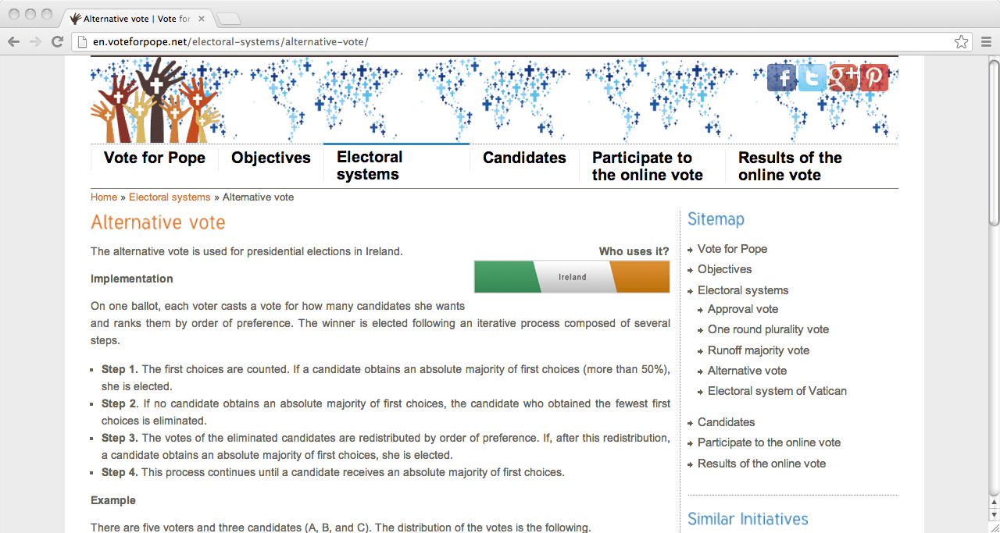 Alternative vote | Vote for
en.voteforpope.net/electoral-systems/alternative-vote/
Vote for Pope
Objectives
Electoral
systems
Candidates
Participate to
the online vote
Results of the
online vote
Home » Electoral systems » Alternative vote
Alternative vote
The alternative vote is used for presidential elections in Ireland.
Who uses it?
Ireland
Implementation
On one ballot, each voter casts a vote for how many candidates she wants
and ranks them by order of preference. The winner is elected following an iterative process composed of several
steps.
Step 1. The first choices are counted. If a candidate obtains an absolute majority of first choices (more than 50%),
she is elected.
Step 2. If no candidate obtains an absolute majority of first choices, the candidate who obtained the fewest first
choices is eliminated.
Step 3. The votes of the eliminated candidates are redistributed by order of preference. If, after this redistribution,
a candidate obtains an absolute majority of first choices, she is elected.
Step 4. This process continues until a candidate receives an absolute majority of first choices.
Example
There are five voters and three candidates (A, B, and C). The distribution of the votes is the following.
Sitemap
Vote for Pope
Objectives
Electoral systems
Approval vote
One round plurality vote
Runoff majority vote
Alternative vote
Electoral system of Vatican
Candidates
Participate to the online vote
Results of the online vote
Similar Initiatives